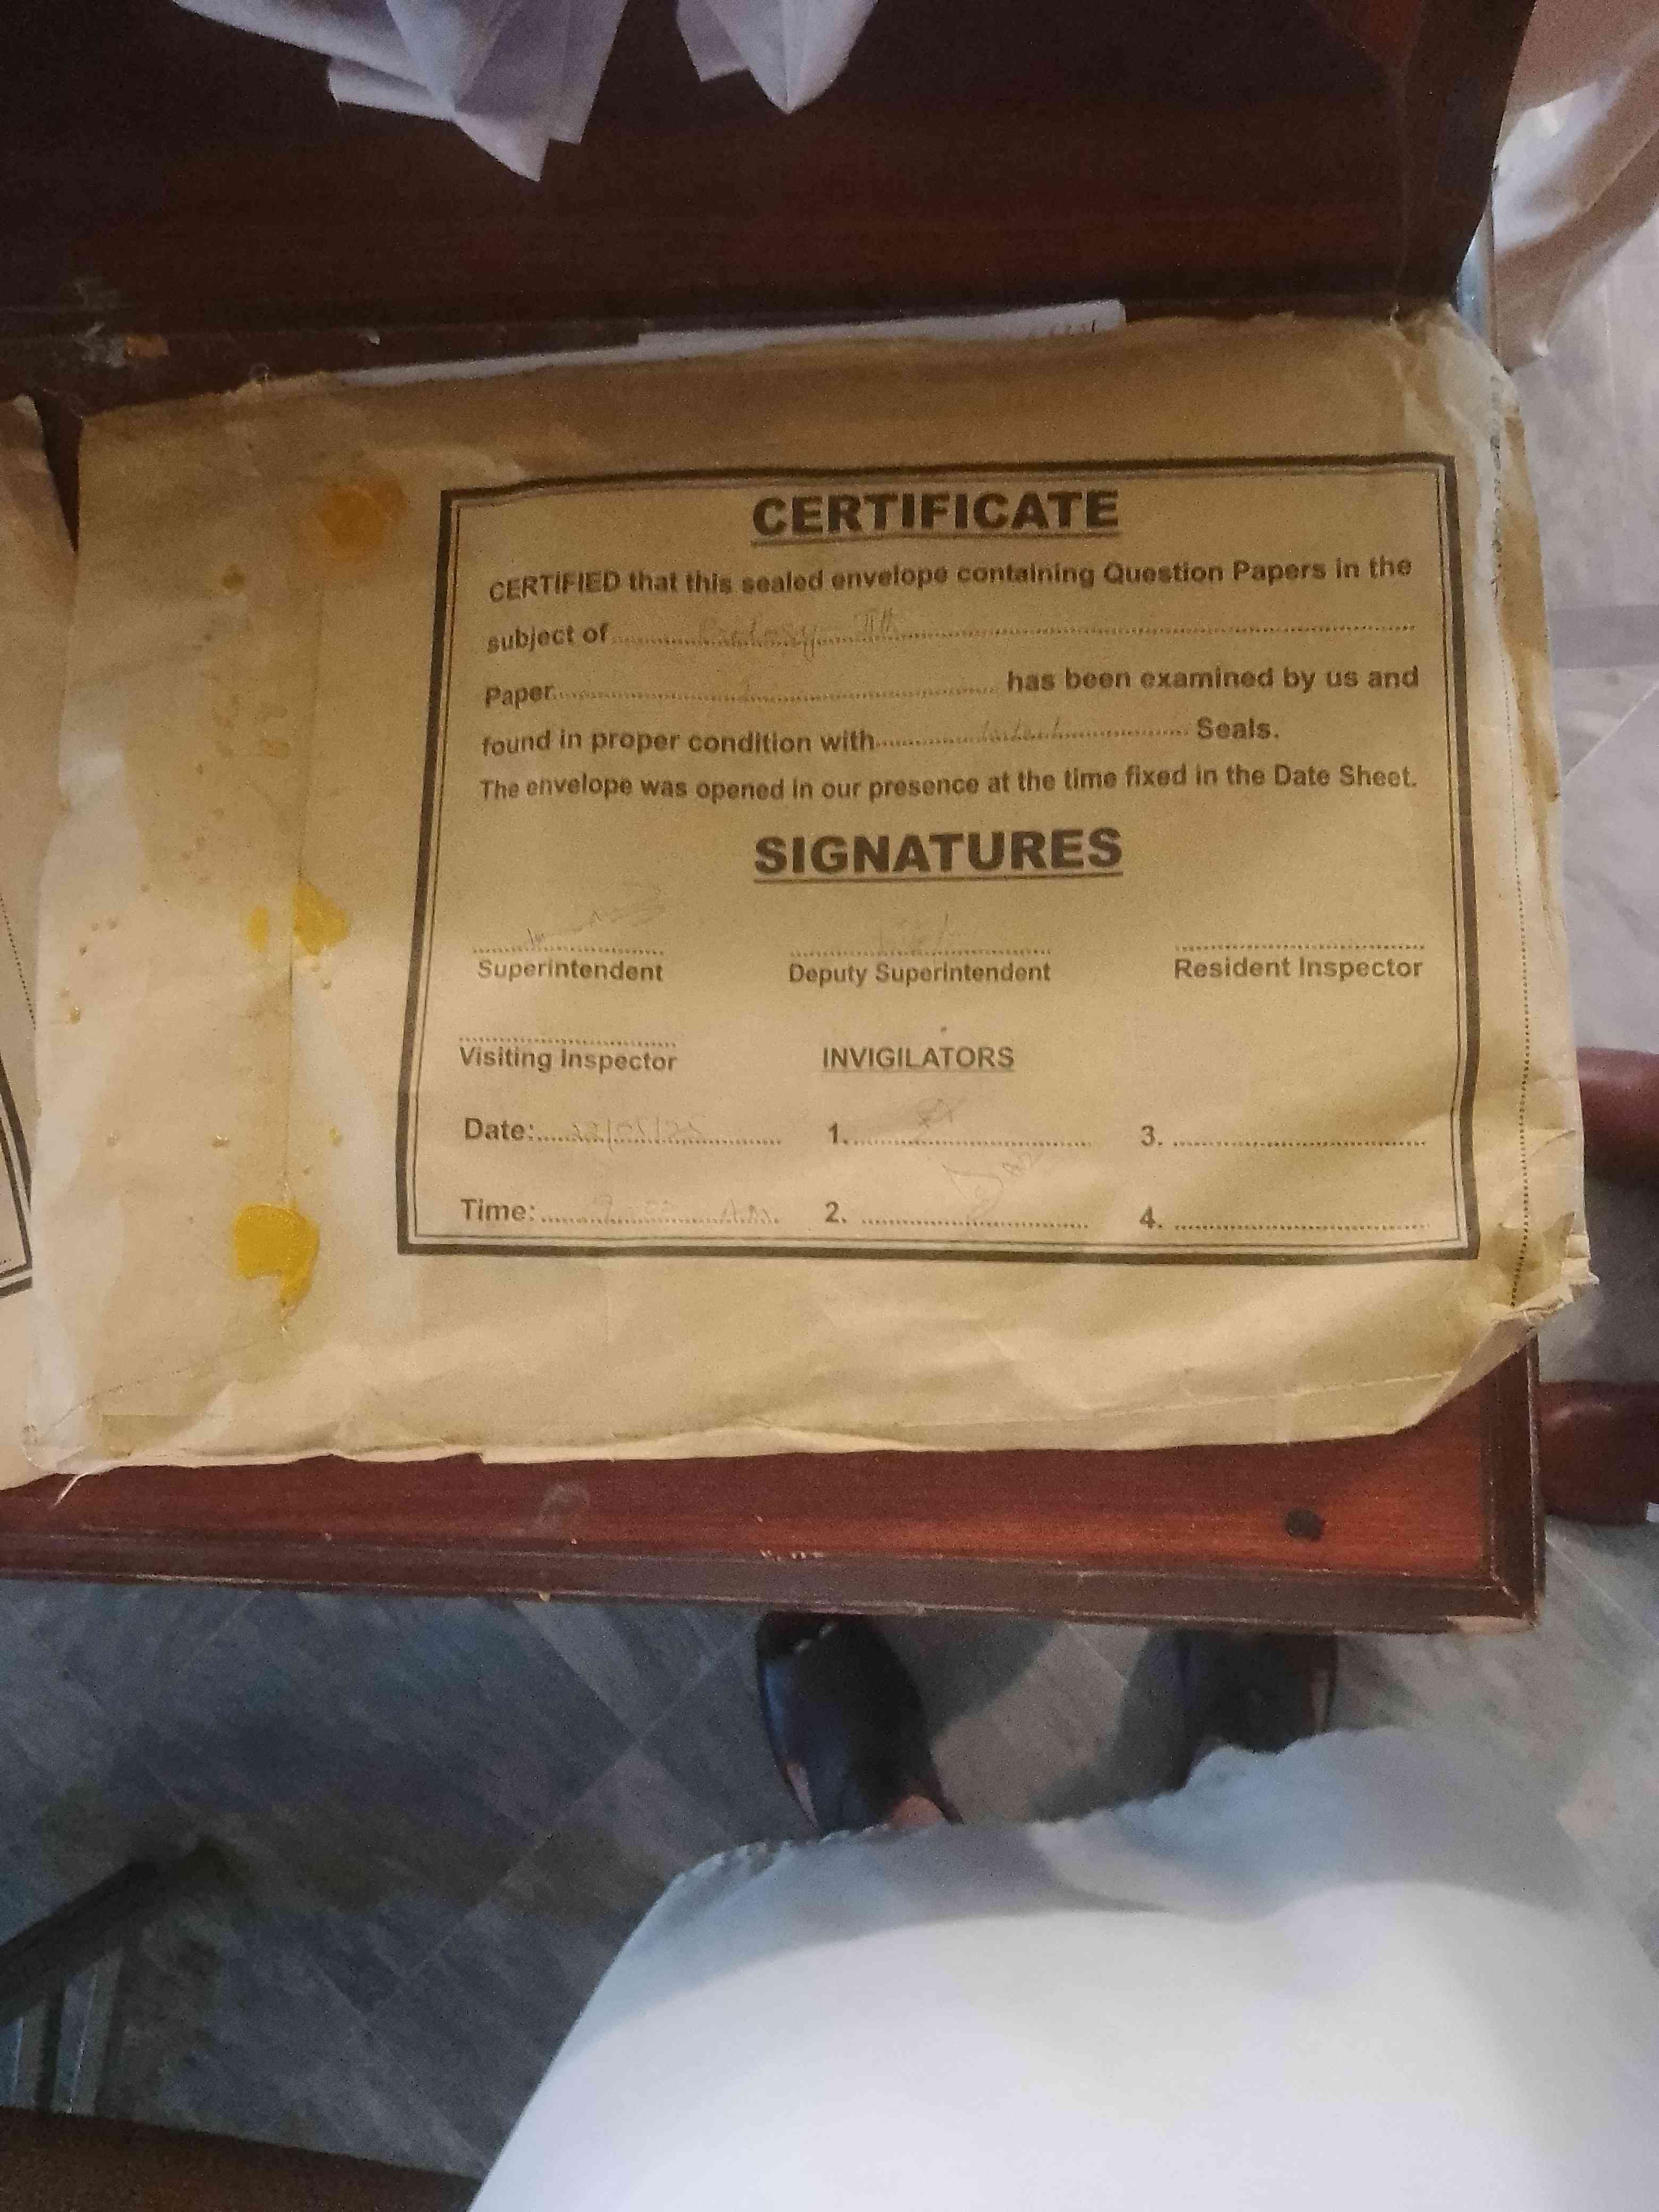 CERTIFICATE
CERTIFIED that this sealed envelope containing Question Papers in the
subject of
Paper has been examined by us and
found in proper condition with Seals.
The envelope was opened in our presence at the time fixed in the Date Sheet.
SIGNATURES
Superintendent Deputy Superintendent Resident Inspector
Visiting Inspector INVIGILATORS
Date: 1. 3.
Time: A.M. 2. 4.